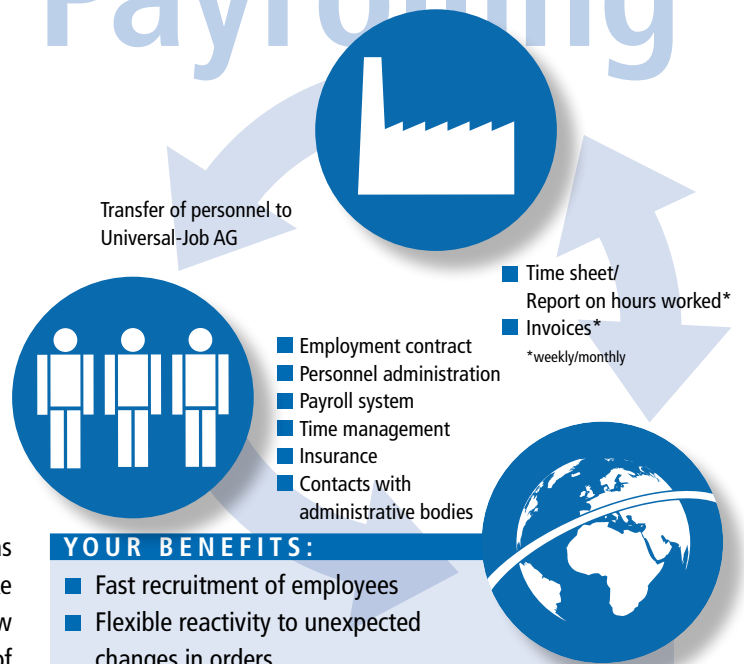 Payroning
Transfer of personnel to
Universal-Job AG
Time sheet/
Report on hours worked*
Invoices*
*weekly/monthly
Employment contract
Personnel administration
Payroll system
Time management
Insurance
Contacts with
administrative bodies
YOUR BENEFITS:
Fast recruitment of employees
Flexible reactivity to unexpected
changes in orders
of